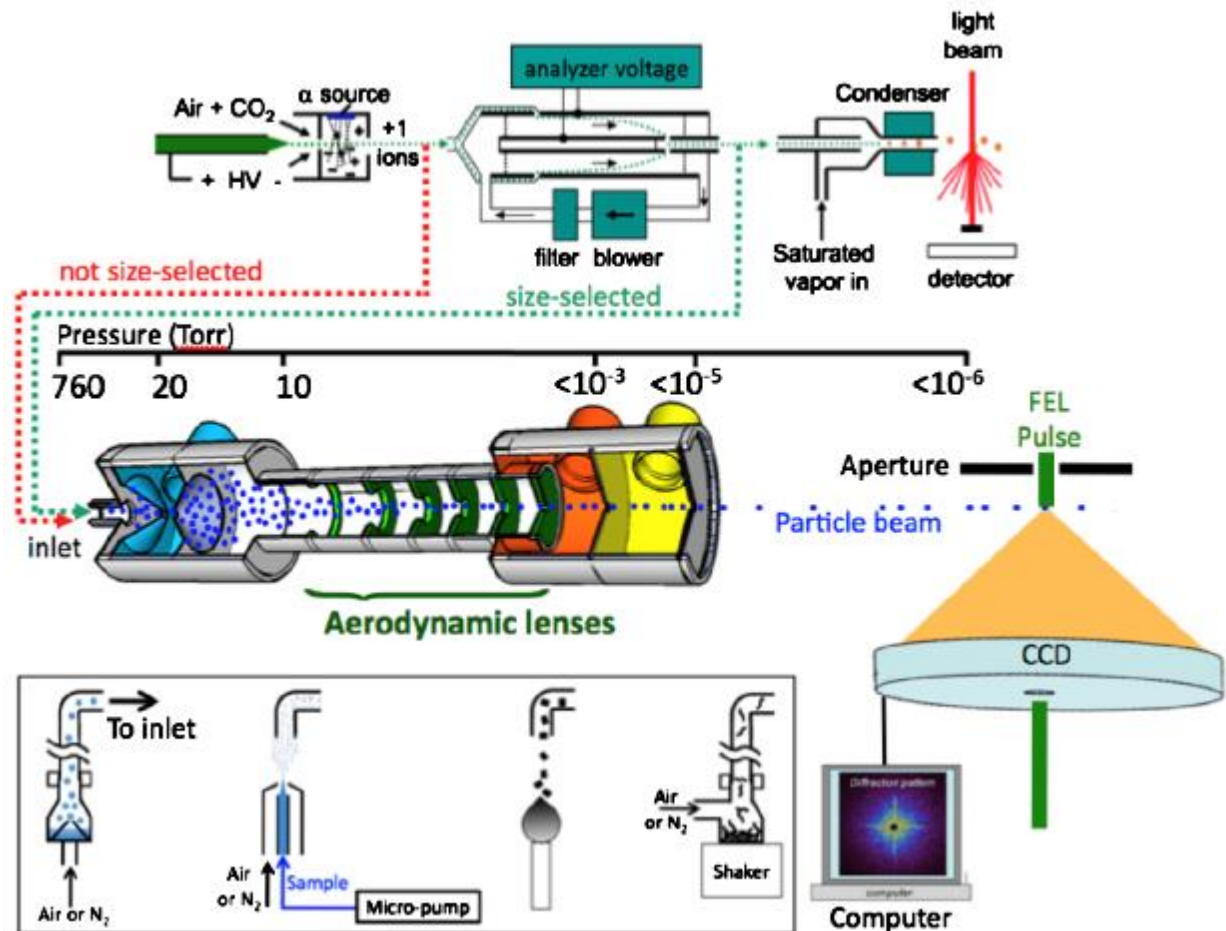 light
beam
analyzer voltage
α source
Air + CO₂
Condenser
+1
ions
+ HV -
filter blower
Saturated
vapor in
detector
not size-selected
size-selected
Pressure (Torr)
760 20 10 <10⁻³ <10⁻⁵ <10⁻⁶
FEL
Pulse
Aperture
Particle beam
inlet
Aerodynamic lenses
CCD
To inlet
Air or N₂
Air
or N₂
Sample
Micro-pump
Air
or N₂
Shaker
Diffraction pattern
computer
Computer